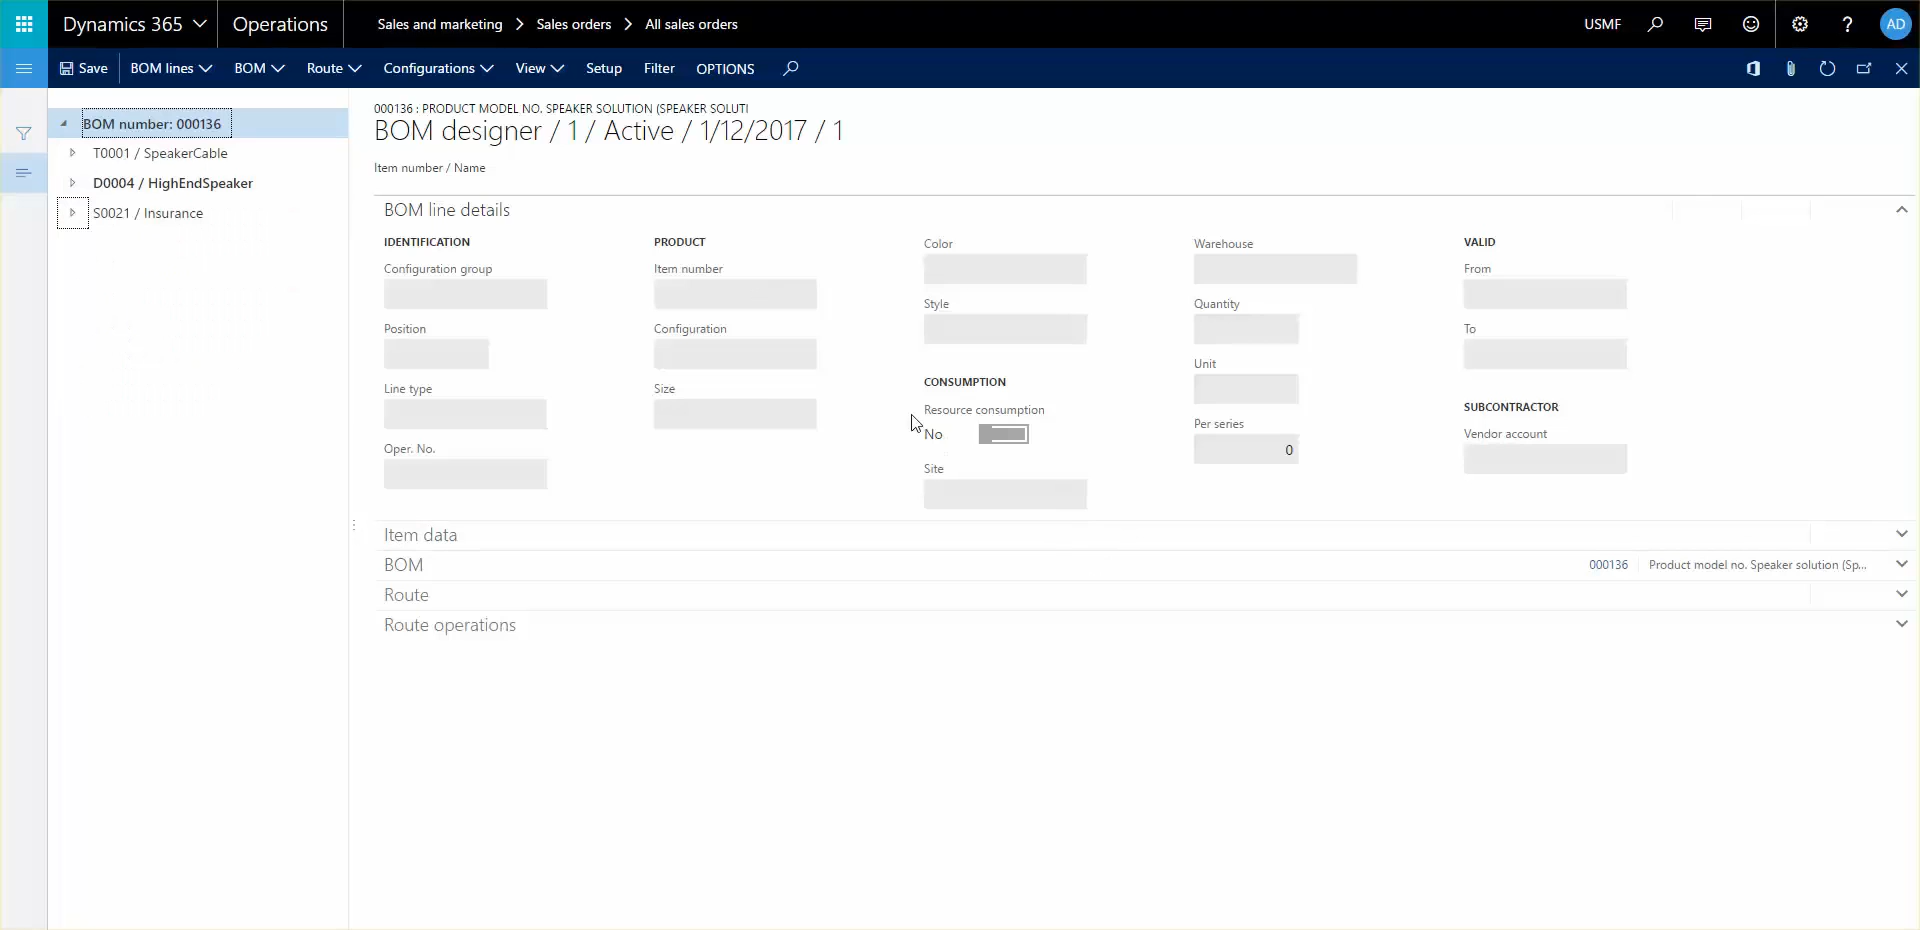 Dynamics 365
Operations
Sales and marketing
Sales orders
All sales orders
USMF
?
AD
Save
BOM lines
BOM
Route
Configurations
View
Setup
Filter
OPTIONS
BOM number: 000136
T0001 / SpeakerCable
D0004 / HighEndSpeaker
S0021 / Insurance
000136 : PRODUCT MODEL NO. SPEAKER SOLUTION (SPEAKER SOLUTI
BOM designer / 1 / Active / 1/12/2017 / 1
Item number / Name
BOM line details
IDENTIFICATION
Configuration group
Position
Line type
Oper. No.
PRODUCT
Item number
Configuration
Size
Color
Style
CONSUMPTION
Resource consumption
No
Site
Warehouse
Quantity
Unit
Per series
0
VALID
From
To
SUBCONTRACTOR
Vendor account
Item data
BOM
000136
Product model no. Speaker solution (Sp...
Route
Route operations